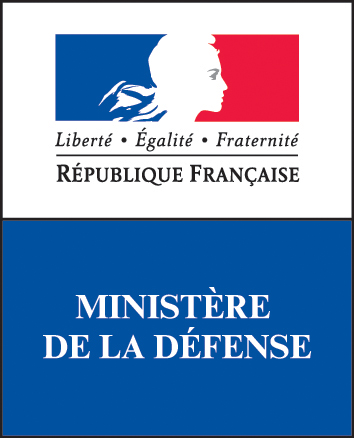 Liberté • Égalité • Fraternité
RÉPUBLIQUE FRANÇAISE
MINISTÈRE
DE LA DÉFENSE